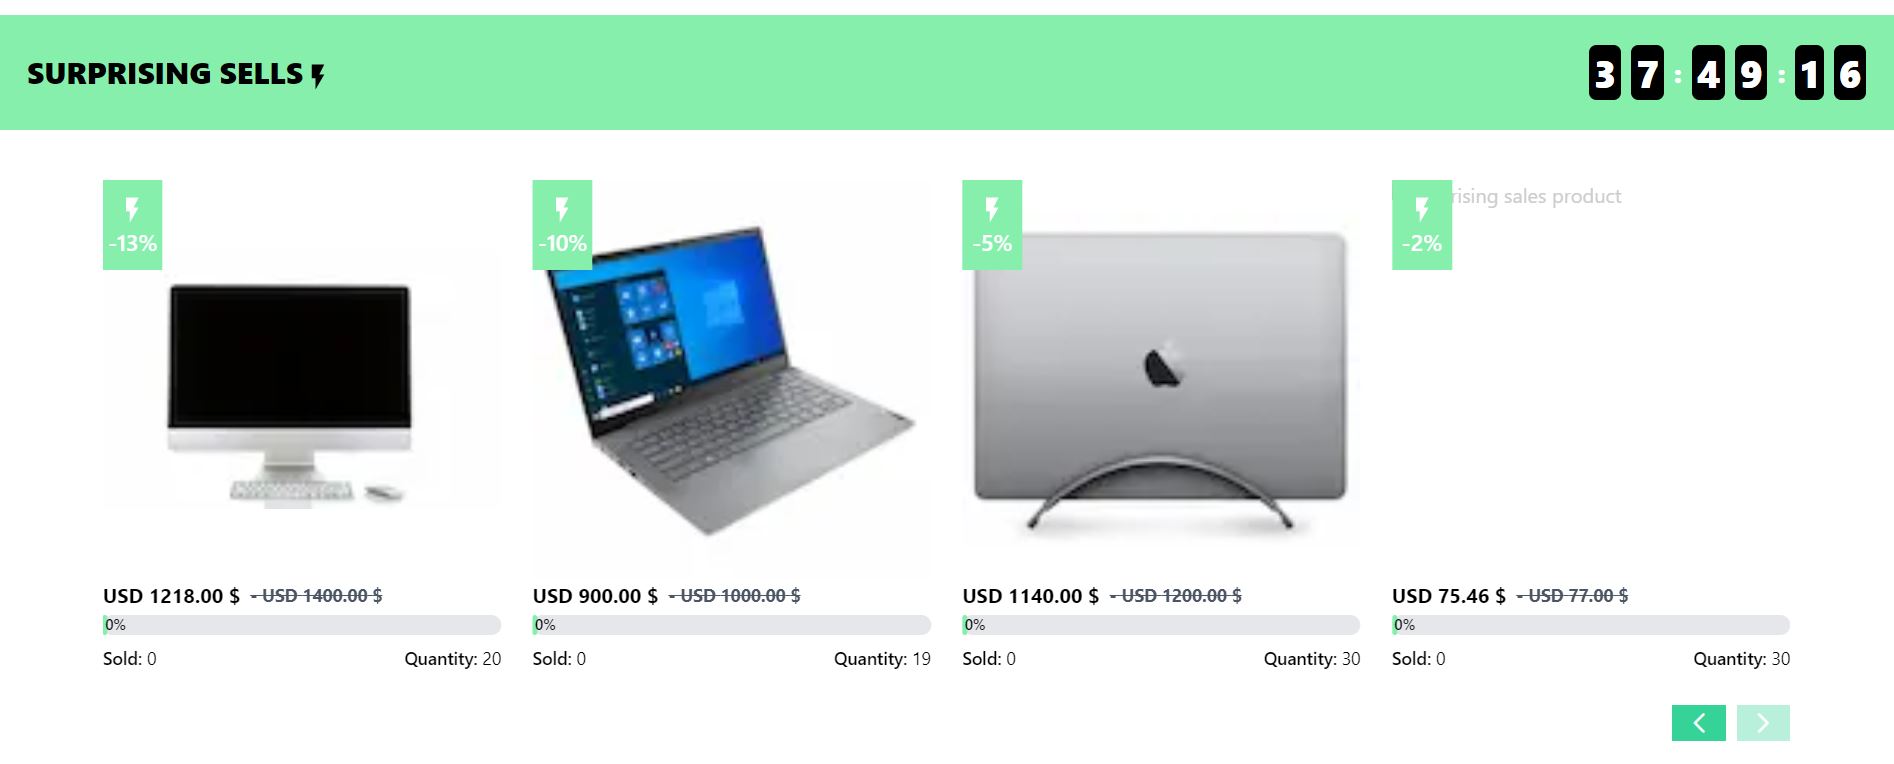 SURPRISING SELLS
37:49:16
-13%
-10%
-5%
-2%
sales product
USD 1218.00 $ - USD 1400.00 $
0%
Sold: 0 Quantity: 20
USD 900.00 $ - USD 1000.00 $
0%
Sold: 0 Quantity: 19
USD 1140.00 $ - USD 1200.00 $
0%
Sold: 0 Quantity: 30
USD 75.46 $ - USD 77.00 $
0%
Sold: 0 Quantity: 30